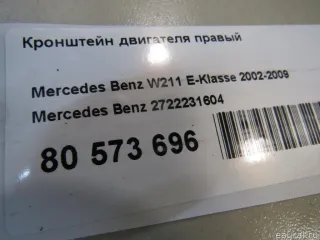 Кронштейн двигателя правый
Mercedes Benz W211 E-Klasse 2002-2009
Mercedes Benz 2722231604
80 573 696